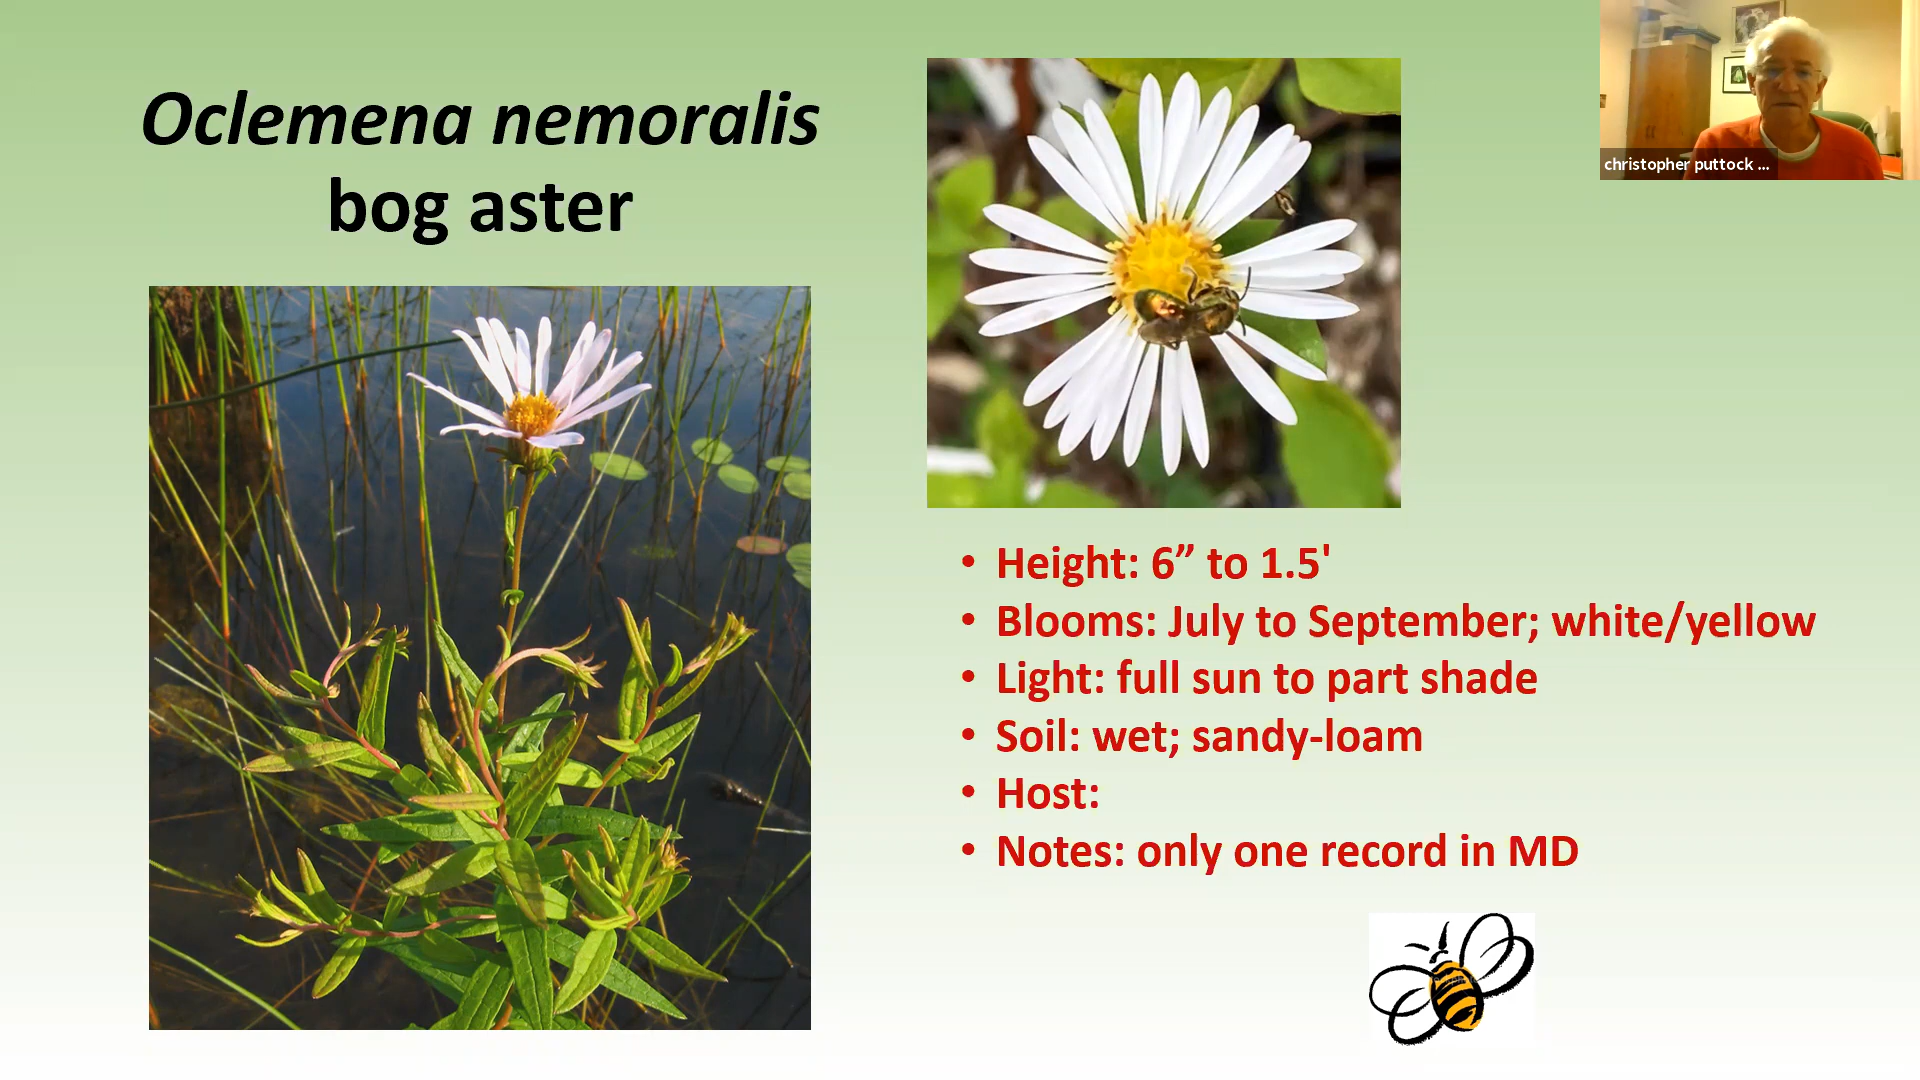 Oclemena nemoralis
bog aster
christopher puttock ...
• Height: 6” to 1.5'
• Blooms: July to September; white/yellow
• Light: full sun to part shade
• Soil: wet; sandy-loam
• Host:
• Notes: only one record in MD